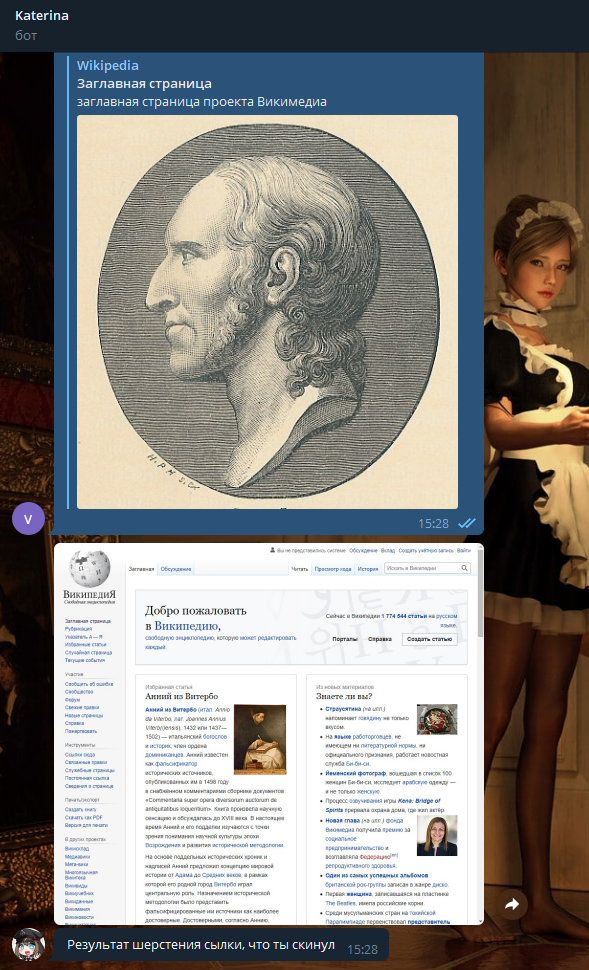 Katerina
бот
Wikipedia
Заглавная страница
заглавная страница проекта Викимедиа
15:28
V
Вы не представились системе Обсуждение Вклад Создать учётную запись Войти
ВИКИПЕДИЯ
Свободная энциклопедия
Заглавная Обсуждение
Читать Просмотр кода История
Искать в Википедии
Заглавная страница
Рубрикация
Указатель А — Я
Избранные статьи
Случайная страница
Текущие события
Участие
Сообщить об ошибке
Сообщество
Форум
Свежие правки
Новые страницы
Справка
Пожертвовать
Инструменты
Ссылки сюда
Связанные правки
Служебные страницы
Постоянная ссылка
Сведения о странице
Печать/экспорт
Создать книгу
Скачать как PDF
Версия для печати
В других проектах
Викисклад
Медиавики
Мета-вики
Многоязычная
Викитека
Викивиды
Викиучебник
Викиданные
Викимания
Викиновости
Добро пожаловать
в Википедию,
свободную энциклопедию, которую может редактировать
каждый.
Сейчас в Википедии 1 774 544 статьи на русском
языке.
Порталы Справка Создать статью
Избранная статья
Анний из Витербо
Анний из Витербо (итал. Annio
da Viterbo, лат. Joannes Annius
Viterb(i)ensis), 1432 или 1437—
1502) — итальянский богослов
и историк, член ордена
доминиканцев. Анний известен
как фальсификатор
исторических источников,
опубликованных им в 1498 году
в снабжённом комментариями сборнике документов
«Commentaria super opera diversorum auctorum de
antiquitatibus loquentium». Книга произвела научную
сенсацию и обсуждалась до XVIII века. В настоящее
время Анний и его подделки изучаются с точки
зрения понимания научной культуры эпохи
Возрождения и развития исторической методологии.
На основе поддельных исторических хроник и
надписей Анний предложил концепцию мировой
истории от Адама до Средних веков, в рамках
которой его родной город Витербо играл
центральную роль. Назначением исторической
методологии было представить
фальсифицированные им источники как наиболее
достоверные. Достоверными, согласно Аннию,
Из новых материалов
Знаете ли вы?
Страусятина (на илл.)
напоминает говядину не только
вкусом.
На языке работорговцев, не
имеющем ни литературной нормы, ни
официального признания, работает новостная
служба Би-би-си.
Йеменский фотограф, вошедшая в список 100
женщин Би-би-си, исследует арабскую одежду —
и не только женскую.
Процесс озвучивания игры Kena: Bridge of
Spirits прервала охрана дома, где жил актёр.
Новая глава (на илл.) фонда
Викимедиа получила премию за
социальное
предпринимательство и
возглавляла Федерацию[en]
репродуктивного здоровья.
Один из самых успешных альбомов
британской рок-группы записан в жанре диско.
Первая женщина, записавшаяся на пластинке
The Beatles, имела российские корни.
Среди мусульманских стран на токийской
Паралимпиаде первенствовал представитель
Результат шерстения сылки, что ты скинул
15:28